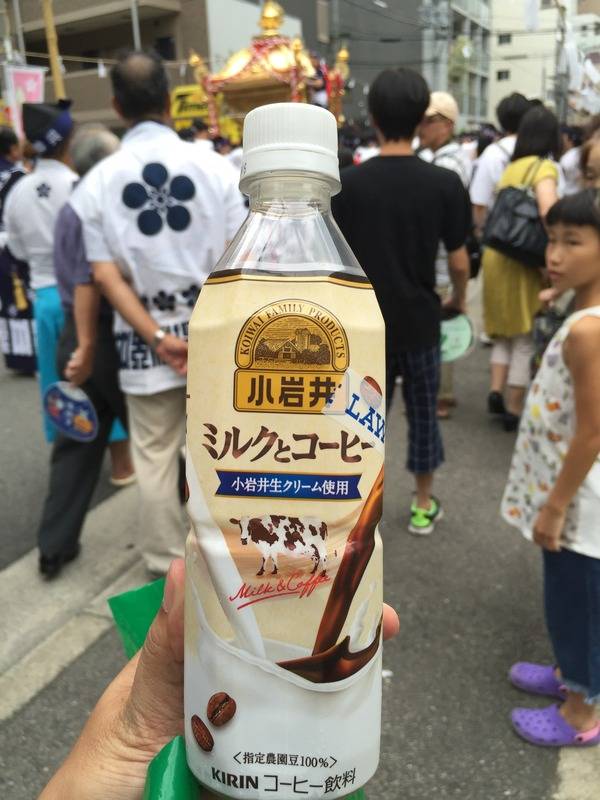 KOIWAI FAMILY PRODUCTS
小岩井
LAW
ミルクとコーヒー
小岩井生クリーム使用
Milk & Coffee
<指定農園豆100%>
KIRIN コーヒー飲料